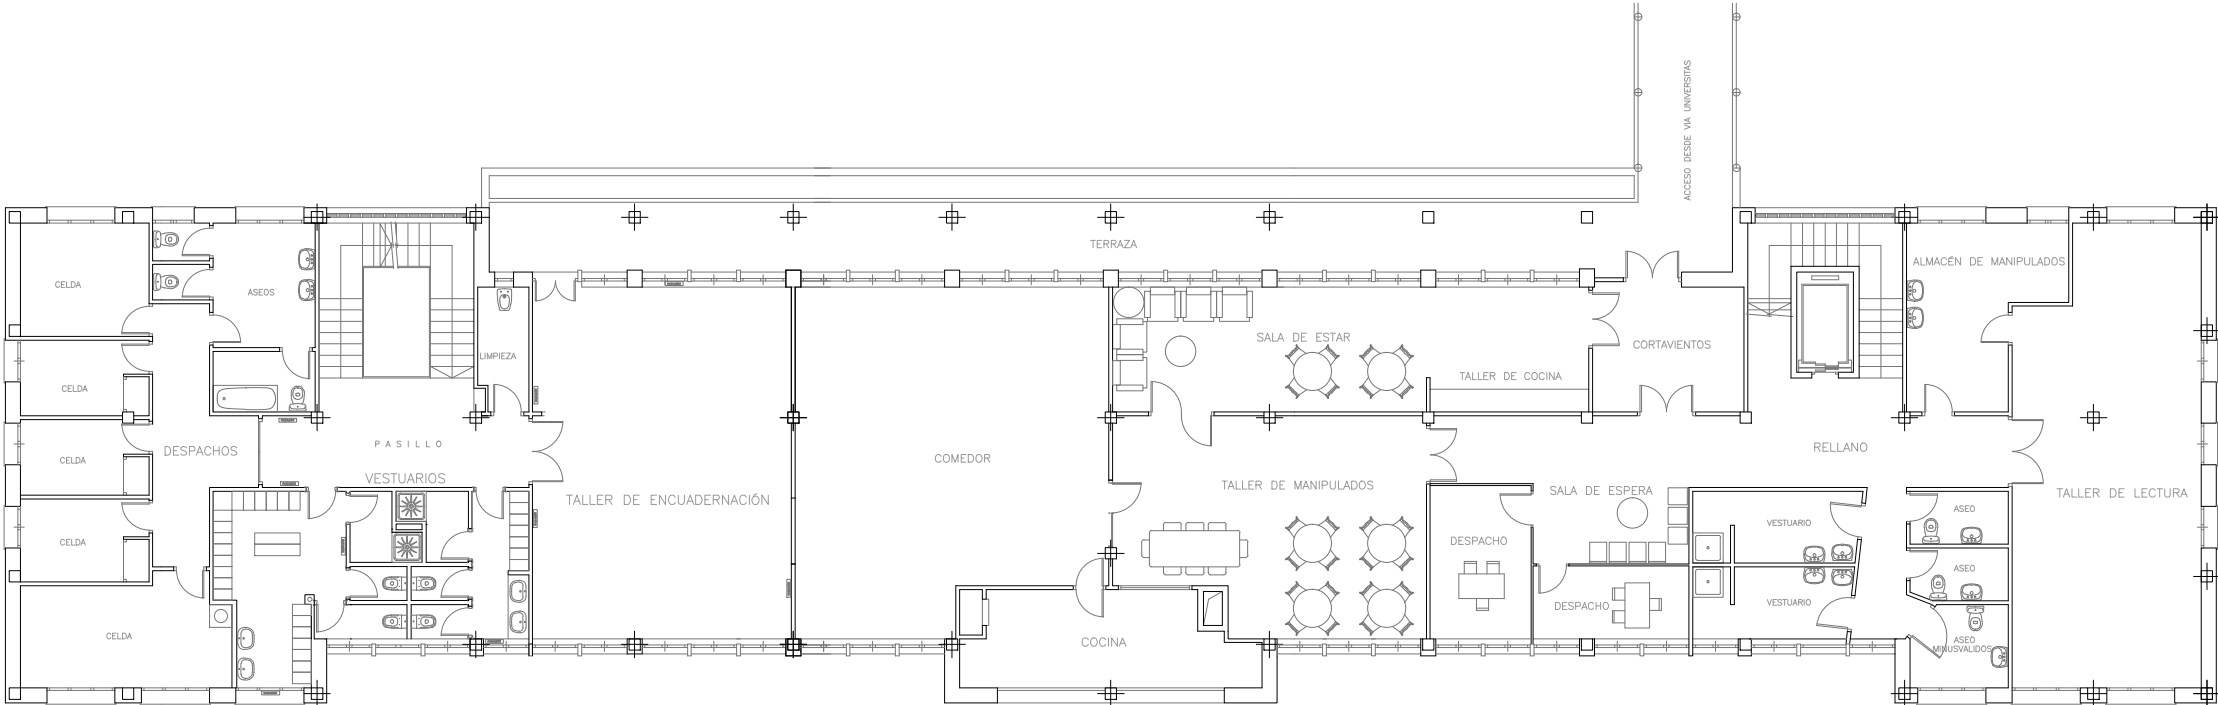 ACCESO DESDE VIA UNIVERSITAS
TERRAZA
CELDA
ASEOS
LIMPIEZA
SALA DE ESTAR
TALLER DE COCINA
CORTAVIENTOS
ALMACÉN DE MANIPULADOS
CELDA
CELDA
DESPACHOS
PASILLO
VESTUARIOS
TALLER DE ENCUADERNACIÓN
COMEDOR
TALLER DE MANIPULADOS
SALA DE ESPERA
RELLANO
TALLER DE LECTURA
CELDA
DESPACHO
VESTUARIO
ASEO
ASEO
DESPACHO
VESTUARIO
CELDA
COCINA
ASEO
MINUSVALIDOS